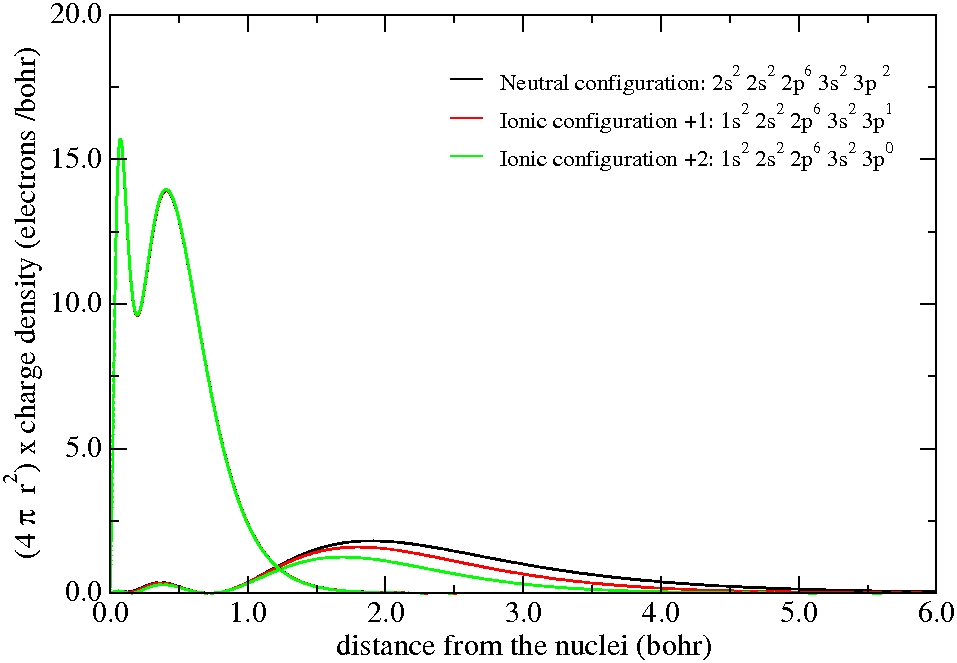 20.0
15.0
10.0
5.0
0.0
(4 π r²) x charge density (electrons /bohr)
Neutral configuration: 2s² 2s² 2p⁶ 3s² 3p²
Ionic configuration +1: 1s² 2s² 2p⁶ 3s² 3p¹
Ionic configuration +2: 1s² 2s² 2p⁶ 3s² 3p⁰
0.0 1.0 2.0 3.0 4.0 5.0 6.0
distance from the nuclei (bohr)